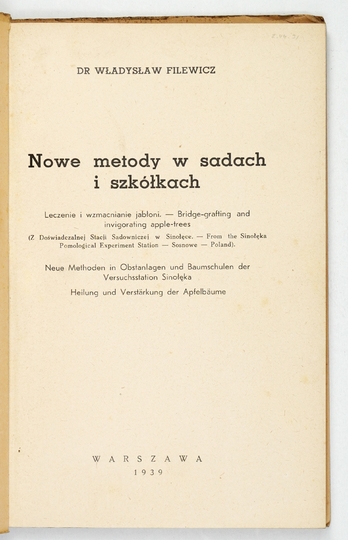 DR WŁADYSŁAW FILEWICZ
Nowe metody w sadach
i szkółkach
Leczenie i wzmacnianie jabłoni. — Bridge-grafting and
invigorating apple-trees
(Z Doświadczalnej Stacji Sadowniczej w Sinołęce. — From the Sinołęka
Pomological Experiment Station — Sosnowe — Poland).
Neue Methoden in Obstanlagen und Baumschulen der
Versuchsstation Sinołęka
Heilung und Verstärkung der Apfelbäume
WARSZAWA
1939